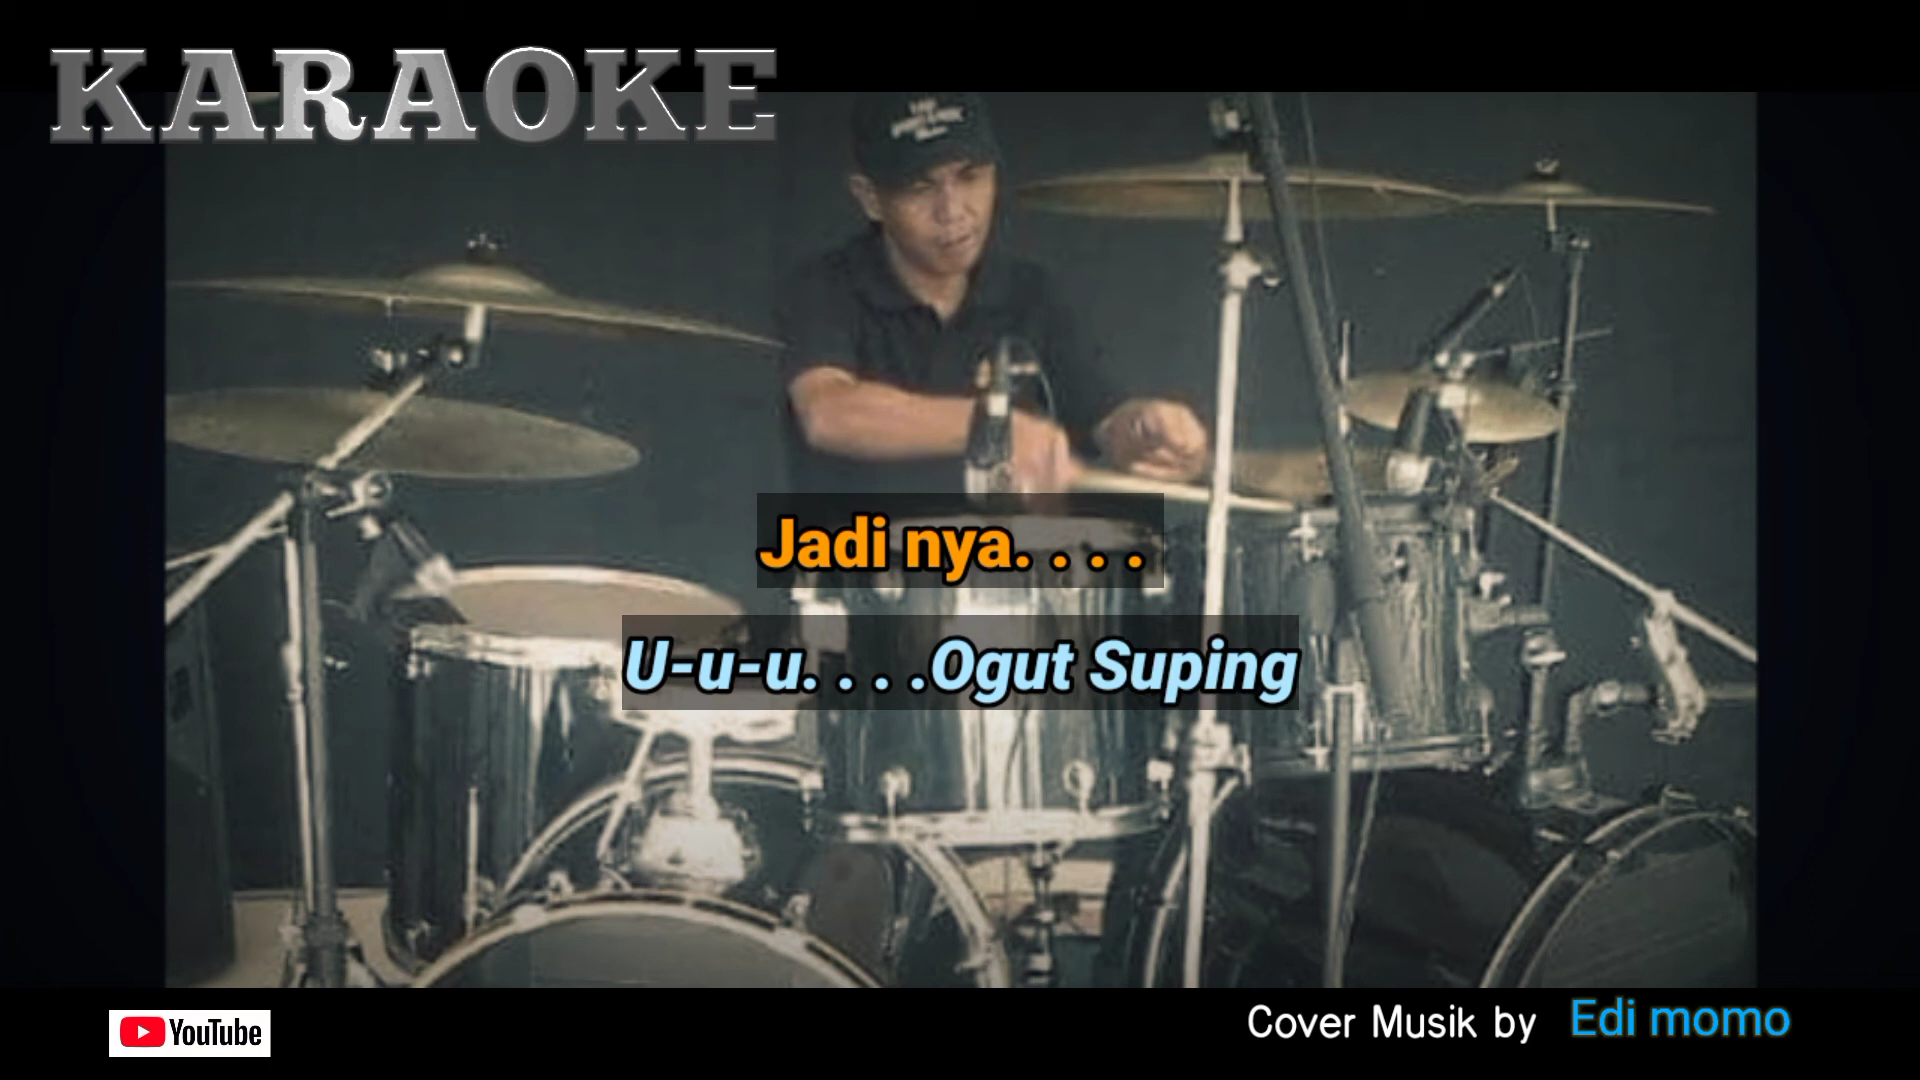 KARAOKE
Jadi nya. . . .
U-u-u. . . .Ogut Suping
YouTube
Cover Musik by Edi momo